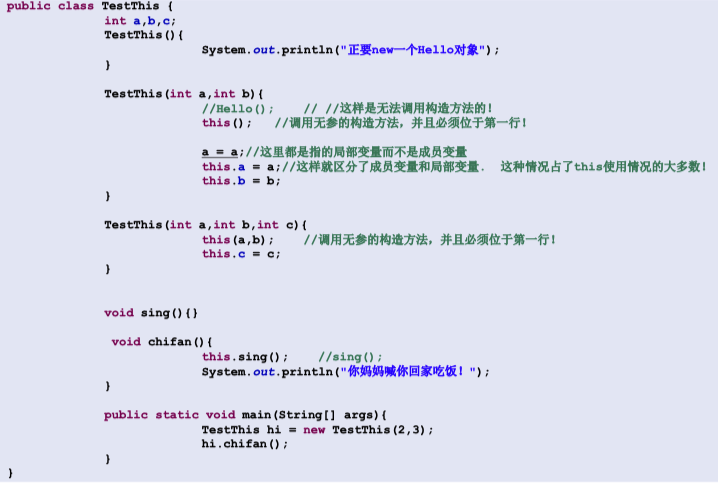 public class TestThis {
int a,b,c;
TestThis(){
System.out.println("正要new一个Hello对象");
}
TestThis(int a,int b){
//Hello();    // //这样是无法调用构造方法的!
this();   //调用无参的构造方法，并且必须位于第一行!
a = a;//这里都是指的局部变量而不是成员变量
this.a = a;//这样就区分了成员变量和局部变量.  这种情况占了this使用情况的大多数!
this.b = b;
}
TestThis(int a,int b,int c){
this(a,b);    //调用无参的构造方法，并且必须位于第一行!
this.c = c;
}
void sing(){}
void chifan(){
this.sing();    //sing();
System.out.println("你妈妈喊你回家吃饭! ");
}
public static void main(String[] args){
TestThis hi = new TestThis(2,3);
hi.chifan();
}
}